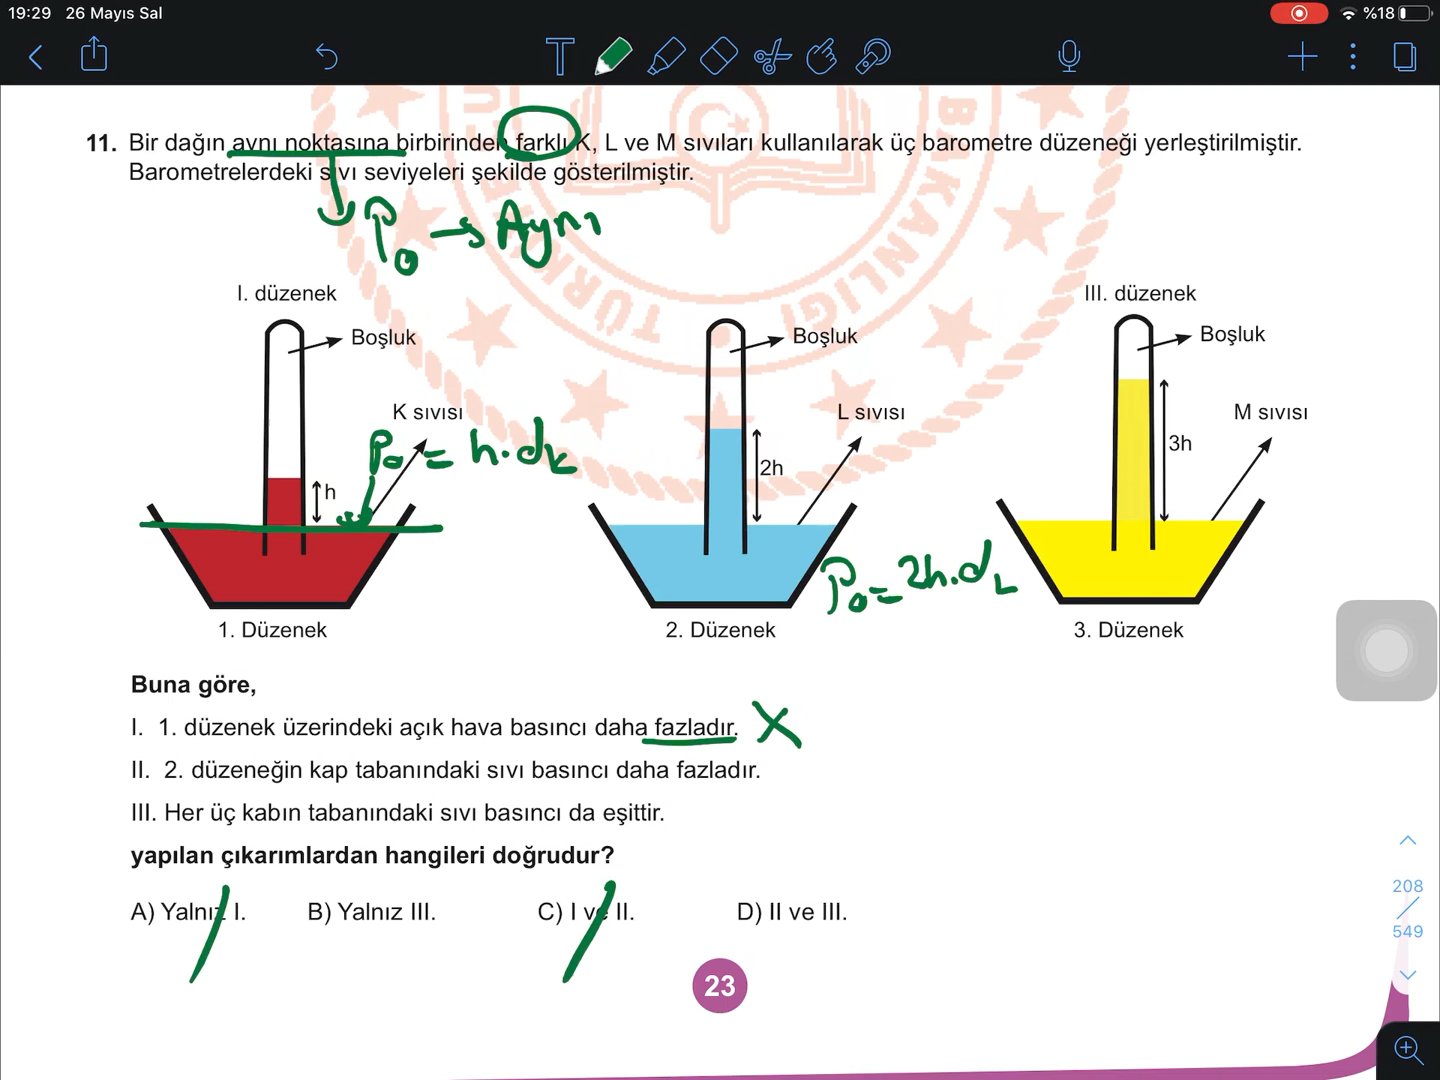 19:29 26 Mayıs Sal
%18
11. Bir dağın aynı noktasına birbirinden farklı K, L ve M sıvıları kullanılarak üç barometre düzeneği yerleştirilmiştir.
Barometrelerdeki sıvı seviyeleri şekilde gösterilmiştir.
P₀ → Aynı
I. düzenek
III. düzenek
Boşluk
Boşluk
Boşluk
K sıvısı
L sıvısı
M sıvısı
P₀ = h.dK
h
2h
3h
P₀ = 2h.dL
1. Düzenek
2. Düzenek
3. Düzenek
Buna göre,
I. 1. düzenek üzerindeki açık hava basıncı daha fazladır. X
II. 2. düzeneğin kap tabanındaki sıvı basıncı daha fazladır.
III. Her üç kabın tabanındaki sıvı basıncı da eşittir.
yapılan çıkarımlardan hangileri doğrudur?
A) Yalnız I. B) Yalnız III. C) I ve II. D) II ve III.
23
208
549
TÜRK
BAKANLIĞI